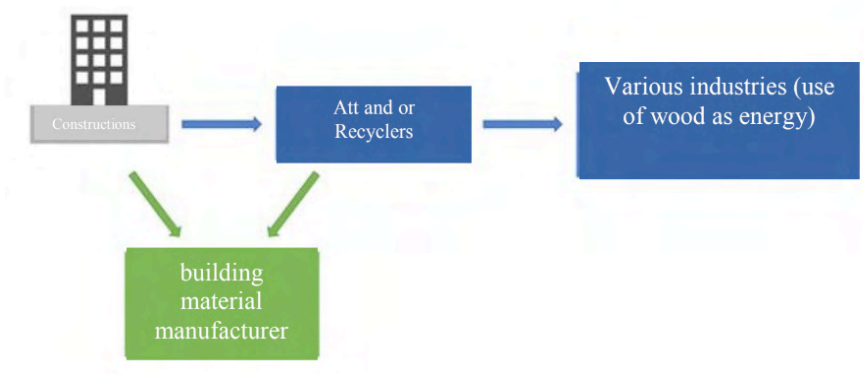 Constructions
Att and or
Recyclers
Various industries (use
of wood as energy)
building
material
manufacturer